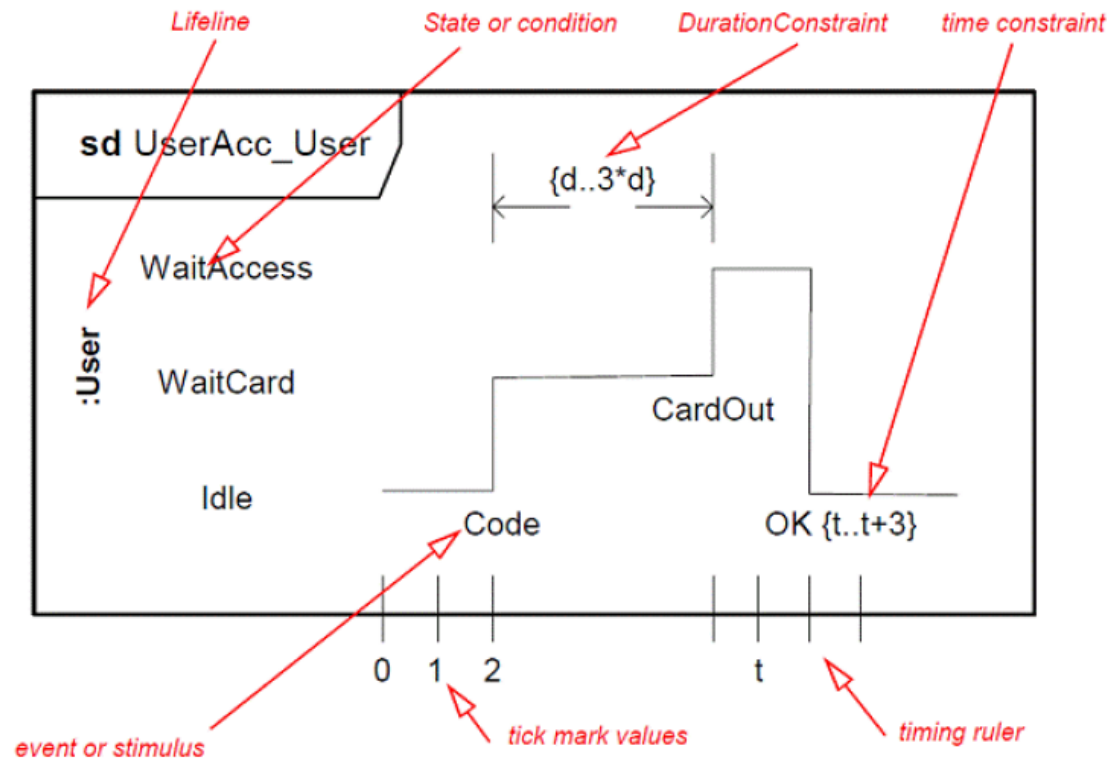 Lifeline
State or condition
DurationConstraint
time constraint
sd UserAcc_User
{d..3*d}
WaitAccess
:User
WaitCard
CardOut
Idle
Code
OK {t..t+3}
0 1 2 t
event or stimulus
tick mark values
timing ruler